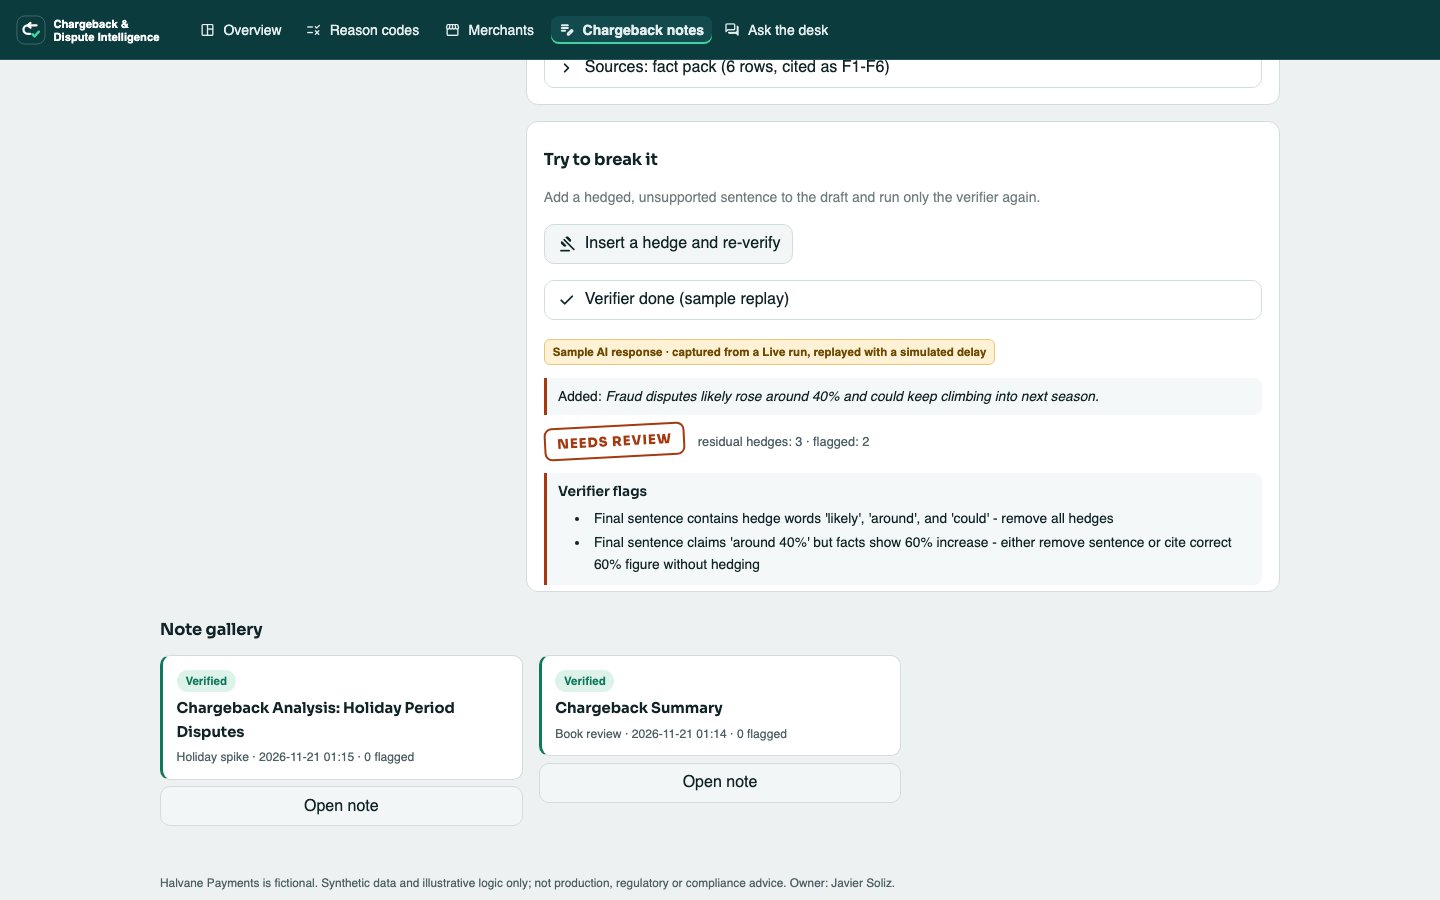 Chargeback &
Dispute Intelligence
Overview
Reason codes
Merchants
Chargeback notes
Ask the desk
Sources: fact pack (6 rows, cited as F1-F6)
Try to break it
Add a hedged, unsupported sentence to the draft and run only the verifier again.
Insert a hedge and re-verify
Verifier done (sample replay)
Sample AI response · captured from a Live run, replayed with a simulated delay
Added: Fraud disputes likely rose around 40% and could keep climbing into next season.
NEEDS REVIEW
residual hedges: 3 · flagged: 2
Verifier flags
• Final sentence contains hedge words 'likely', 'around', and 'could' - remove all hedges
• Final sentence claims 'around 40%' but facts show 60% increase - either remove sentence or cite correct
60% figure without hedging
Note gallery
Verified
Chargeback Analysis: Holiday Period
Disputes
Holiday spike · 2026-11-21 01:15 · 0 flagged
Open note
Verified
Chargeback Summary
Book review · 2026-11-21 01:14 · 0 flagged
Open note
Halvane Payments is fictional. Synthetic data and illustrative logic only; not production, regulatory or compliance advice. Owner: Javier Soliz.